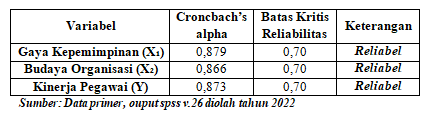 Variabel Croncbach's alpha Batas Kritis Reliabilitas Keterangan
Gaya Kepemimpinan (X₁) 0,879 0,70 Reliabel
Budaya Organisasi (X₂) 0,866 0,70 Reliabel
Kinerja Pegawai (Y) 0,873 0,70 Reliabel
Sumber: Data primer, ouput spss v.26 diolah tahun 2022